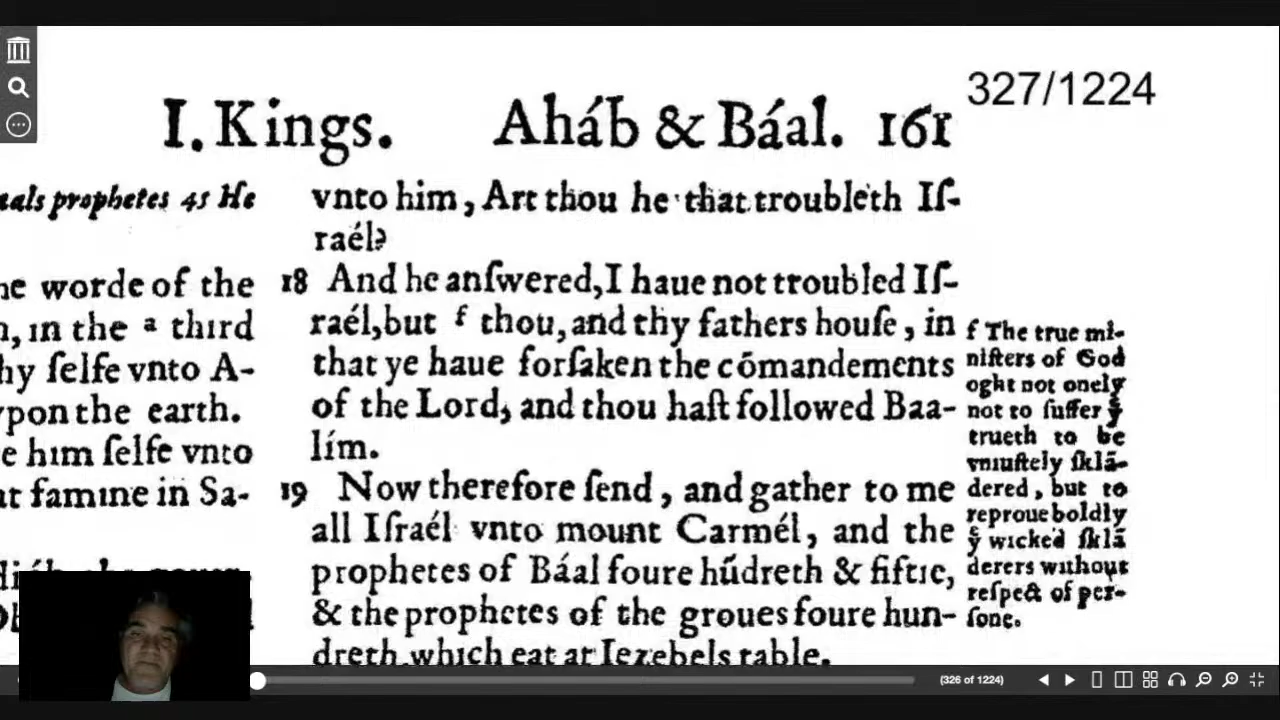 327/1224
I. Kings. Aháb & Báal. 161
aals prophetes 45 He
ne worde of the
n, in the ª third
hy ſelfe vnto A-
vpon the earth.
e him ſelfe vnto
at famine in Sa-
vnto him, Art thou he that troubleth Iſ-
raél?
18 And he anſwered, I haue not troubled Iſ-
raél, but f thou, and thy fathers houſe, in
that ye haue forſaken the cõmandements
of the Lord, and thou haſt followed Baa-
lím.
19 Now therefore ſend, and gather to me
all Iſraél vnto mount Carmél, and the
prophetes of Báal foure hũdreth & fiftie,
& the prophetes of the groues foure hun-
dreth, which eat at Iezebels table.
f The true mi-
niſters of God
oght not onely
not to ſuffer ẏ
trueth to be
vniuſtely ſklã-
dered, but to
reproue boldly
ẏ wicked ſklã
derers without
reſpect of per-
ſone.
(326 of 1224)